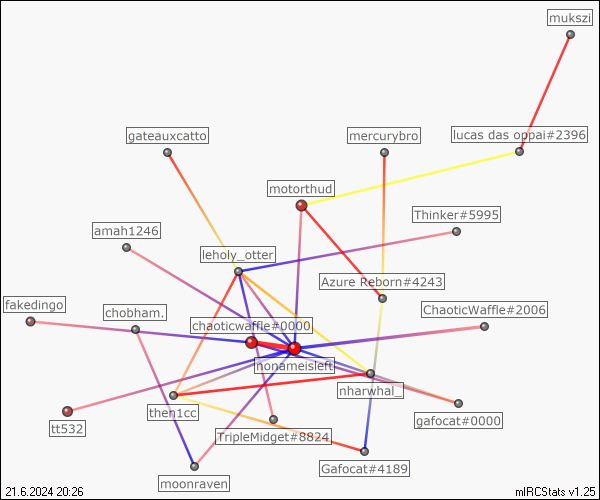 mukszi
gateauxcatto
mercurybro
lucas das oppai#2396
motorthud
Thinker#5995
amah1246
leholy_otter
Azure Reborn#4243
fakedingo
chobham.
ChaoticWaffle#2006
chaoticwaffle#0000
nonameisleft
nharwhal_
then1cc
gafocat#0000
tt532
TripleMidget#8824
Gafocat#4189
moonraven
21.6.2024 20:26
mIRCStats v1.25